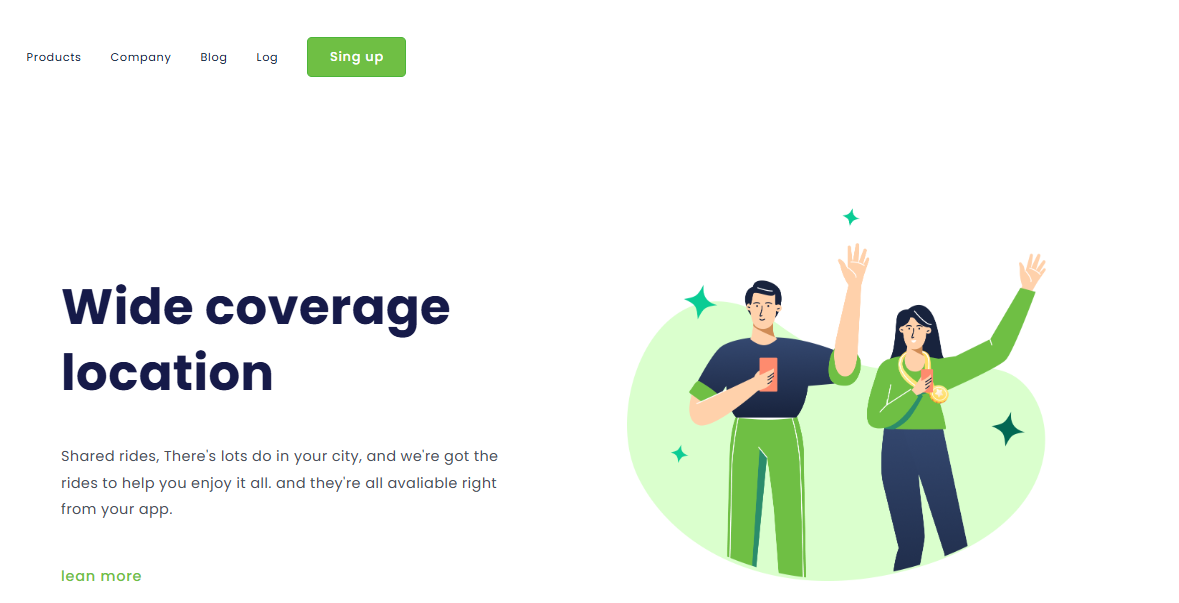 Products Company Blog Log Sing up
Wide coverage
location
Shared rides, There's lots do in your city, and we're got the
rides to help you enjoy it all. and they're all avaliable right
from your app.
lean more